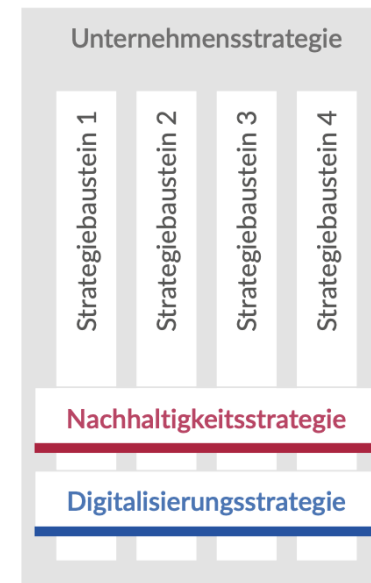 Unternehmensstrategie
Strategiebaustein 1
Strategiebaustein 2
Strategiebaustein 3
Strategiebaustein 4
Nachhaltigkeitsstrategie
Digitalisierungsstrategie